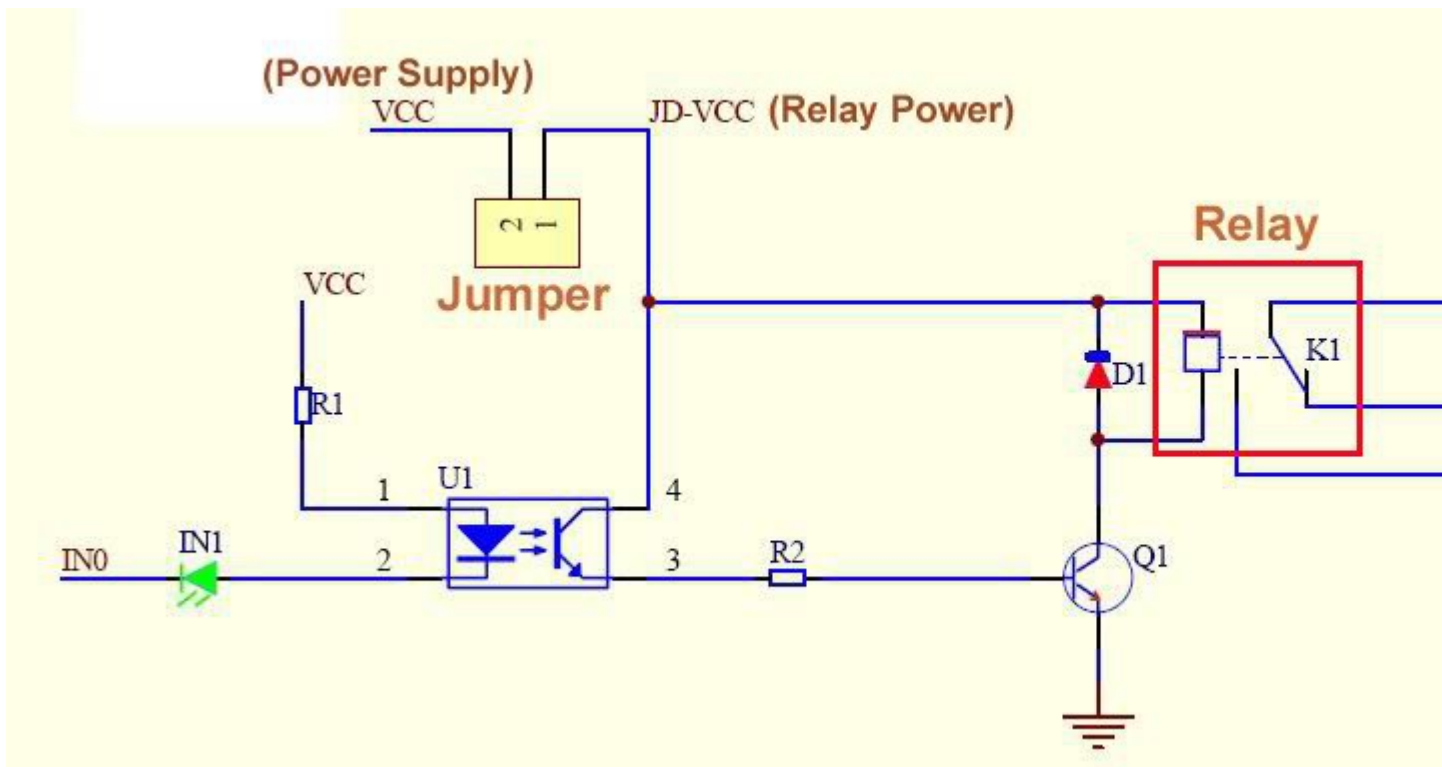 (Power Supply)
VCC
JD-VCC (Relay Power)
2 1
Jumper
Relay
VCC
K1
D1
R1
U1
1
4
IN0
IN1
2
3
R2
Q1